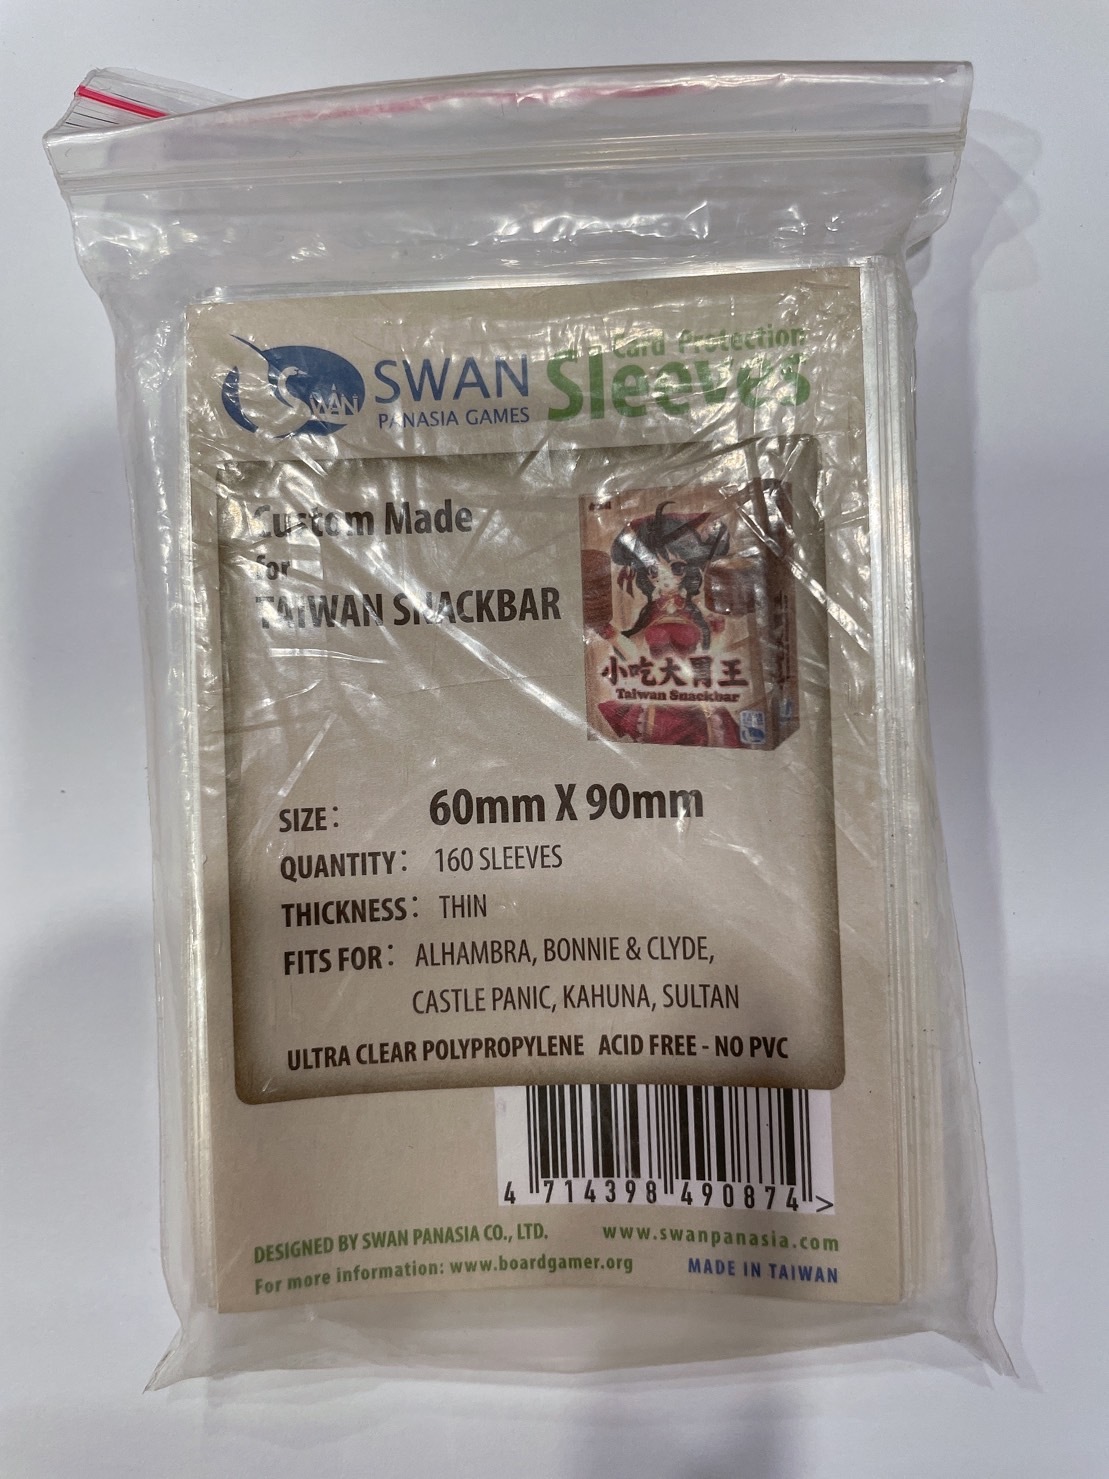 Card Protection
SWAN Sleeves
PANASIA GAMES
SWAN
Custom Made
for
TAIWAN SNACKBAR
小吃大胃王
Taiwan Snackbar
SIZE: 60mm X 90mm
QUANTITY: 160 SLEEVES
THICKNESS: THIN
FITS FOR: ALHAMBRA, BONNIE & CLYDE,
CASTLE PANIC, KAHUNA, SULTAN
ULTRA CLEAR POLYPROPYLENE ACID FREE - NO PVC
4 714398 490874 >
DESIGNED BY SWAN PANASIA CO., LTD. www.swanpanasia.com
For more information: www.boardgamer.org MADE IN TAIWAN